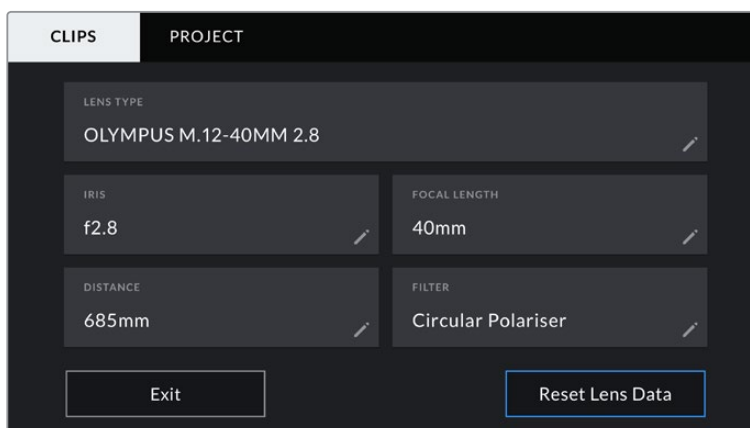 CLIPS PROJECT
LENS TYPE
OLYMPUS M.12-40MM 2.8
IRIS
f2.8
FOCAL LENGTH
40mm
DISTANCE
685mm
FILTER
Circular Polariser
Exit
Reset Lens Data